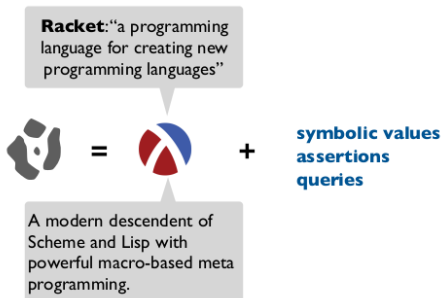 Racket:“a programming
language for creating new
programming languages”
=
+
symbolic values
assertions
queries
A modern descendent of
Scheme and Lisp with
powerful macro-based meta
programming.